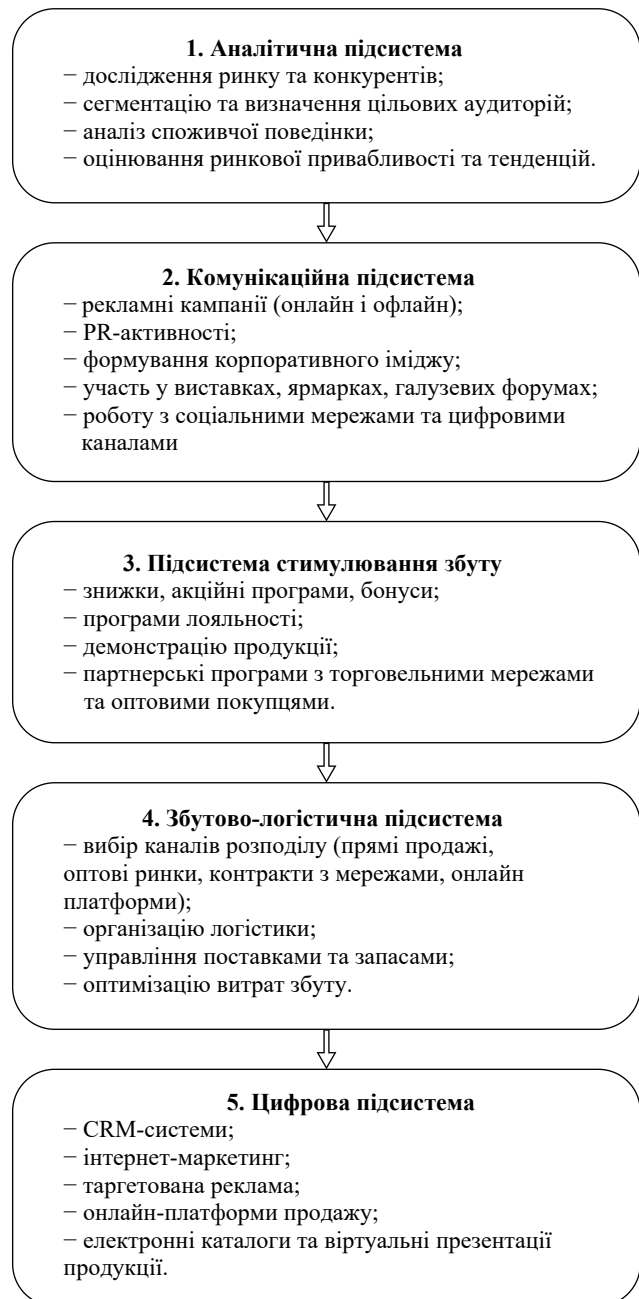 1. Аналітична підсистема
− дослідження ринку та конкурентів;
− сегментацію та визначення цільових аудиторій;
− аналіз споживчої поведінки;
− оцінювання ринкової привабливості та тенденцій.
2. Комунікаційна підсистема
− рекламні кампанії (онлайн і офлайн);
− PR-активності;
− формування корпоративного іміджу;
− участь у виставках, ярмарках, галузевих форумах;
− роботу з соціальними мережами та цифровими
каналами
3. Підсистема стимулювання збуту
− знижки, акційні програми, бонуси;
− програми лояльності;
− демонстрацію продукції;
− партнерські програми з торговельними мережами
та оптовими покупцями.
4. Збутово-логістична підсистема
− вибір каналів розподілу (прямі продажі,
оптові ринки, контракти з мережами, онлайн
платформи);
− організацію логістики;
− управління поставками та запасами;
− оптимізацію витрат збуту.
5. Цифрова підсистема
− CRM-системи;
− інтернет-маркетинг;
− таргетована реклама;
− онлайн-платформи продажу;
− електронні каталоги та віртуальні презентації
продукції.